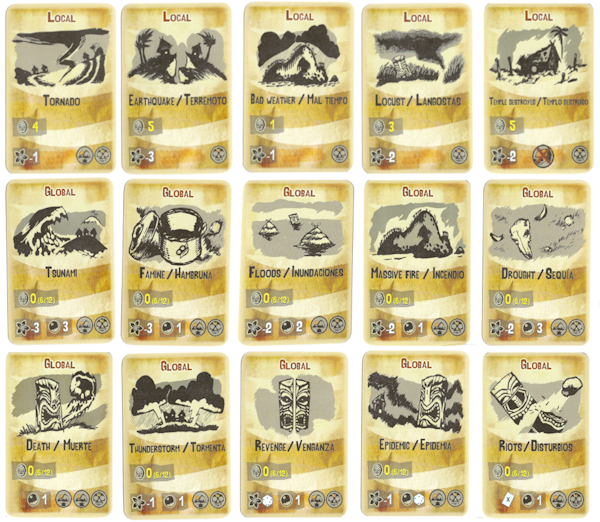 Local
Tornado
4
-1
Local
Earthquake / Terremoto
5
-3
Local
Bad weather / Mal tiempo
1
-1
Local
Locust / Langostas
3
-2
Local
Temple destroyed / Templo destruido
5
-2
Global
Tsunami
0(6/12)
-3 3
Global
Famine / Hambruna
0(6/12)
-3 1
Global
Floods / Inundaciones
0(6/12)
-2 2
Global
Massive fire / Incendio
0(6/12)
-2 1
Global
Drought / Sequía
0(6/12)
-2 3
Global
Death / Muerte
0(6/12)
1
Global
Thunderstorm / Tormenta
0(6/12)
-1 1
Global
Revenge / Venganza
0(6/12)
Global
Epidemic / Epidemia
0(6/12)
-1
Global
Riots / Disturbios
0(6/12)
1